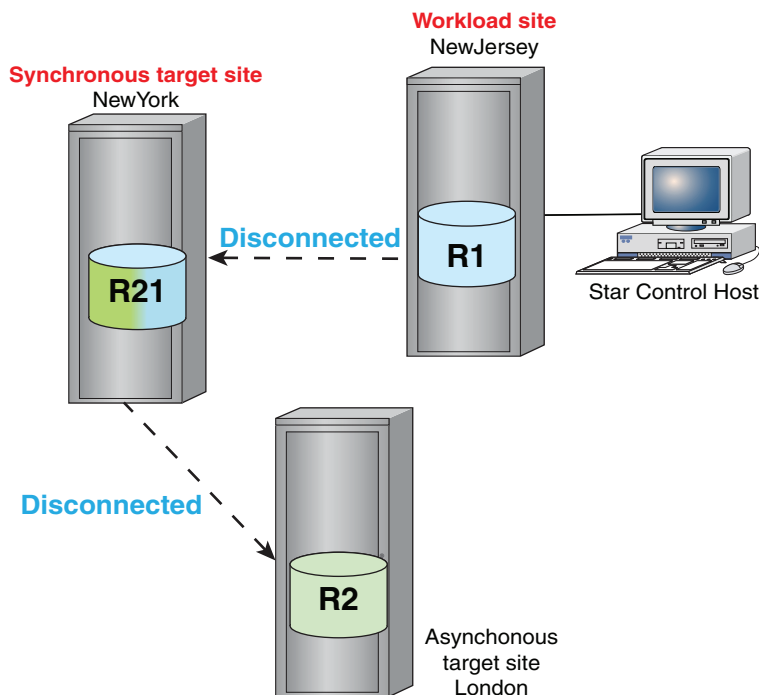 Workload site
NewJersey
Synchronous target site
NewYork
Disconnected
R1
R21
Star Control Host
Disconnected
R2
Asynchonous
target site
London